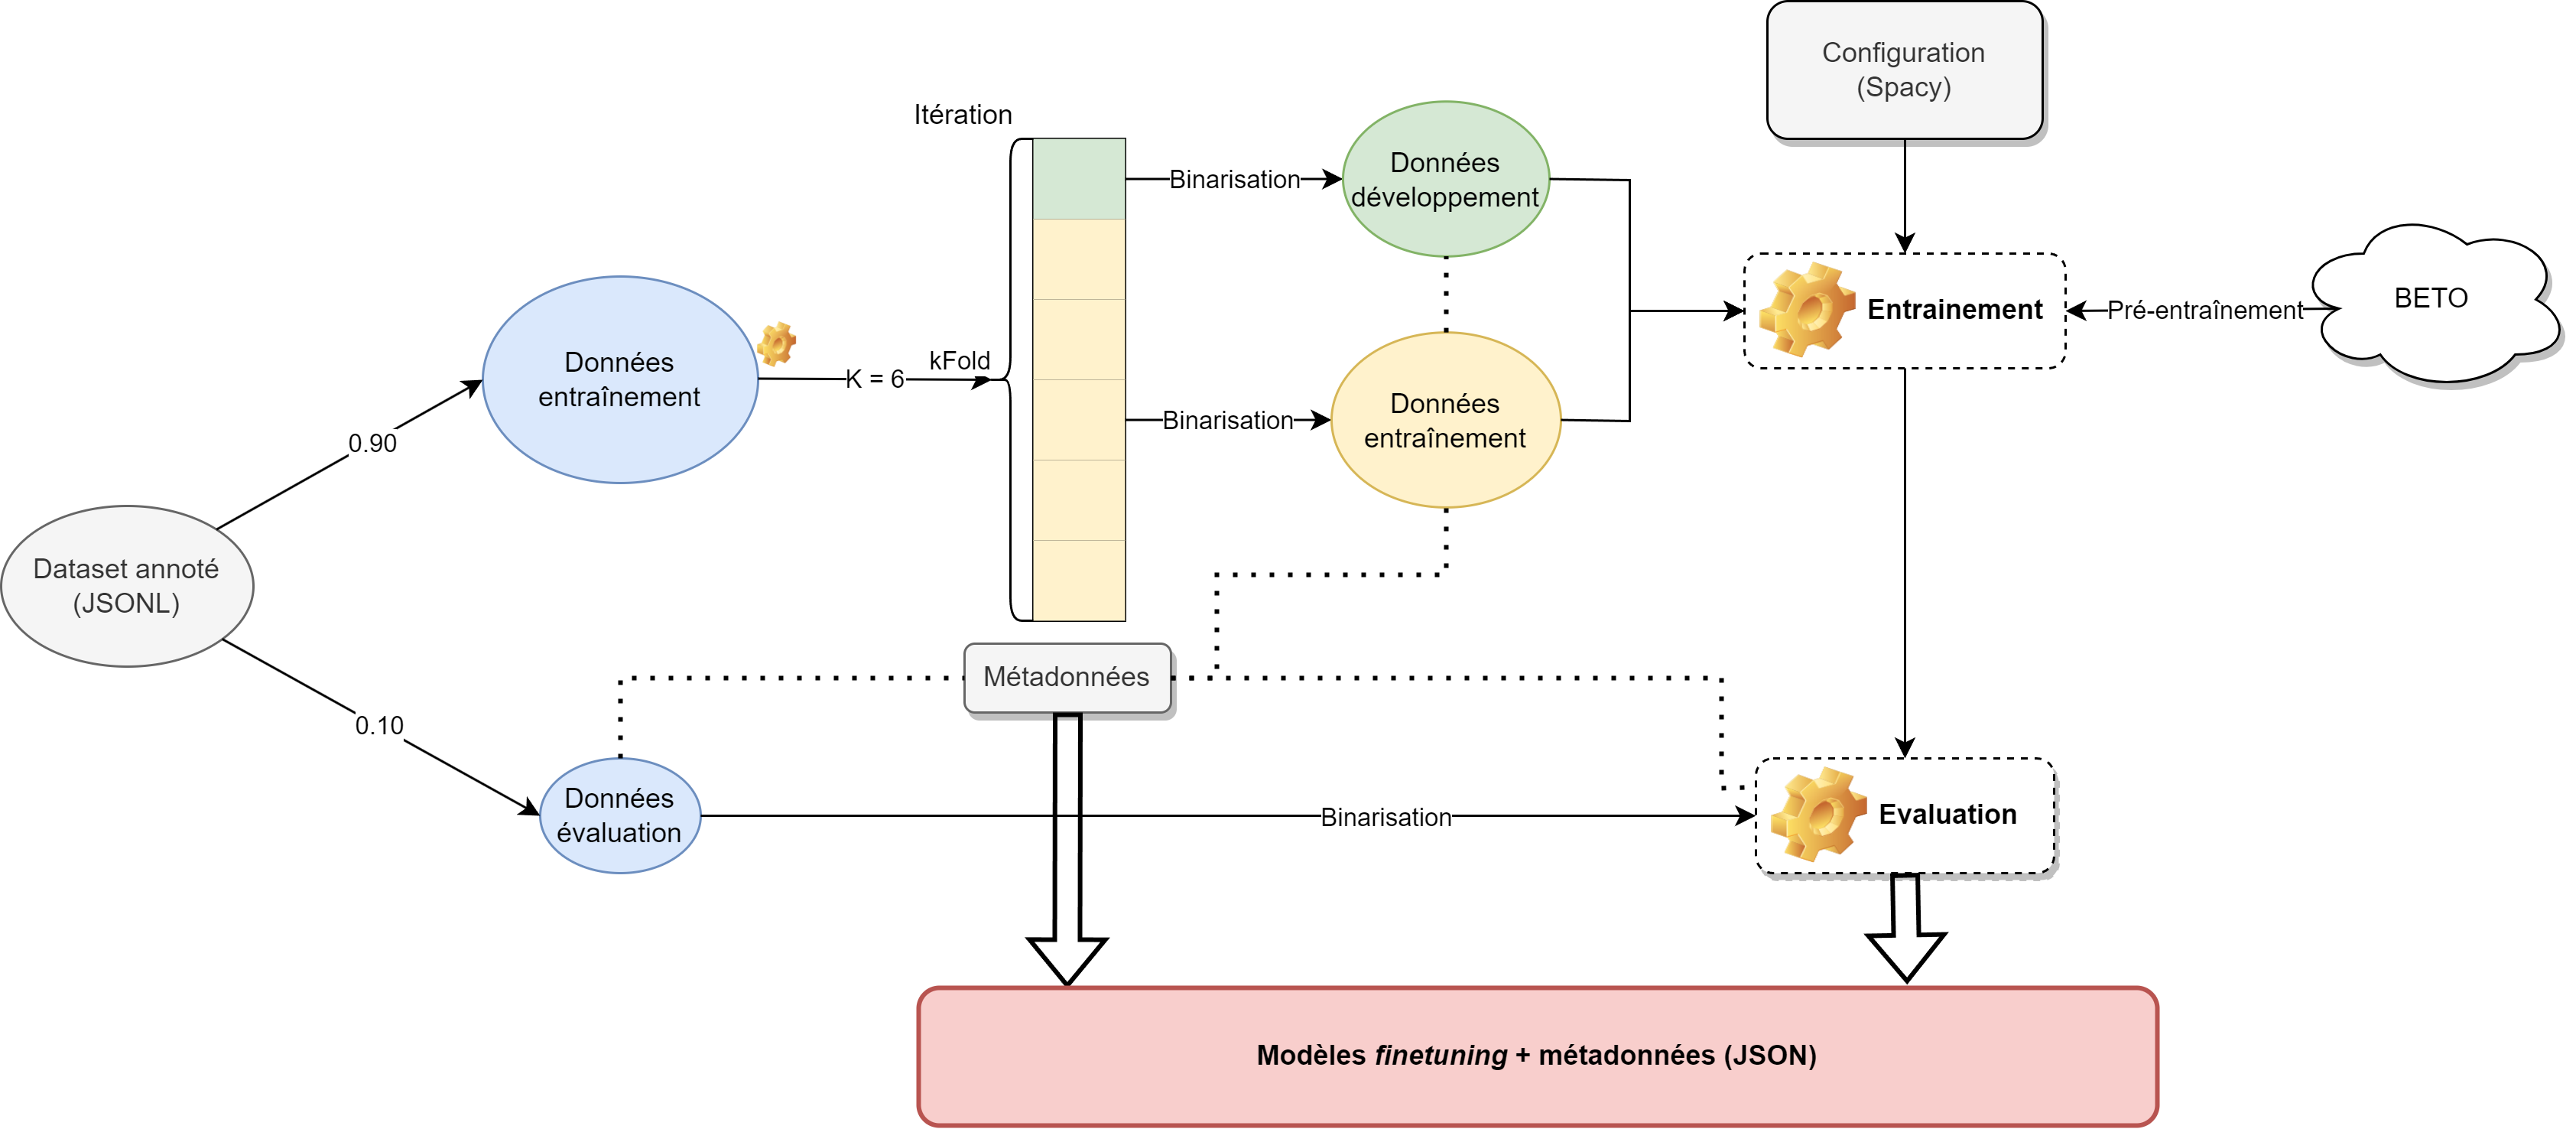 Configuration
(Spacy)
Itération
Binarisation
Données
développement
BETO
Pré-entraînement
Entrainement
Données
entraînement
K = 6
kFold
Binarisation
Données
entraînement
0.90
Dataset annoté
(JSONL)
Métadonnées
0.10
Données
évaluation
Binarisation
Evaluation
Modèles finetuning + métadonnées (JSON)